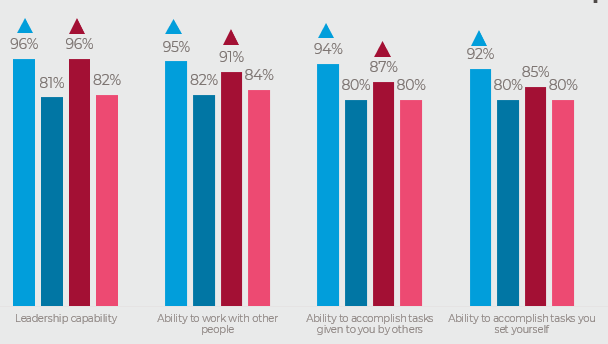 96%
81%
96%
82%
95%
82%
91%
84%
94%
80%
87%
80%
92%
80%
85%
80%
Leadership capability
Ability to work with other
people
Ability to accomplish tasks
given to you by others
Ability to accomplish tasks you
set yourself